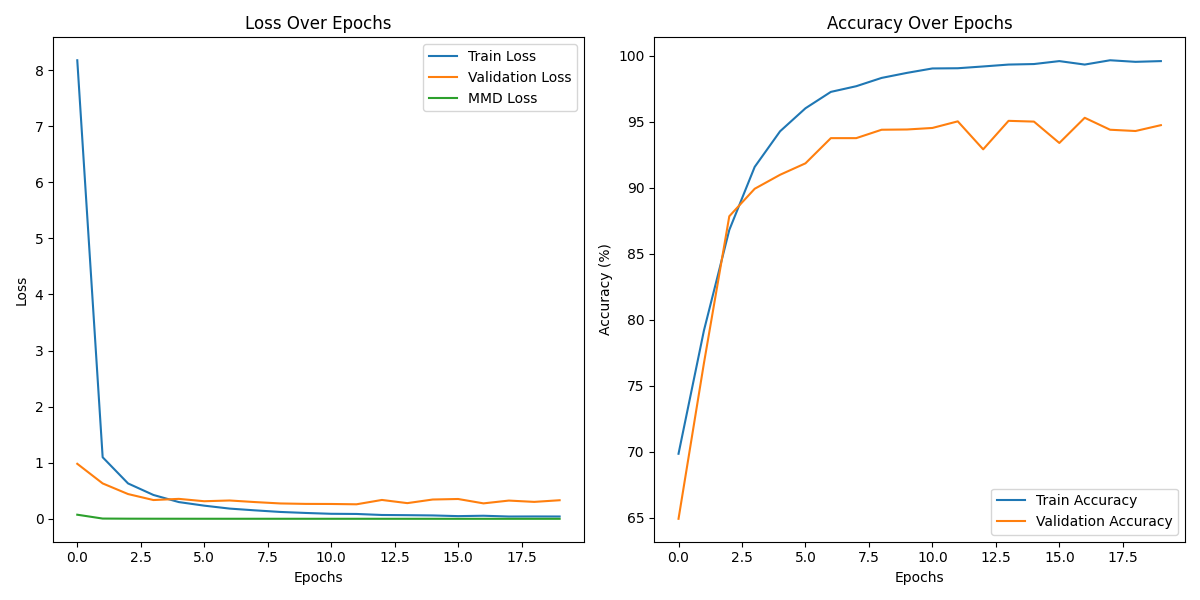 Loss Over Epochs
Train Loss
Validation Loss
MMD Loss
8
7
6
5
4
3
2
1
0
Loss
0.0 2.5 5.0 7.5 10.0 12.5 15.0 17.5
Epochs
Accuracy Over Epochs
100
95
90
85
80
75
70
65
Accuracy (%)
Train Accuracy
Validation Accuracy
0.0 2.5 5.0 7.5 10.0 12.5 15.0 17.5
Epochs